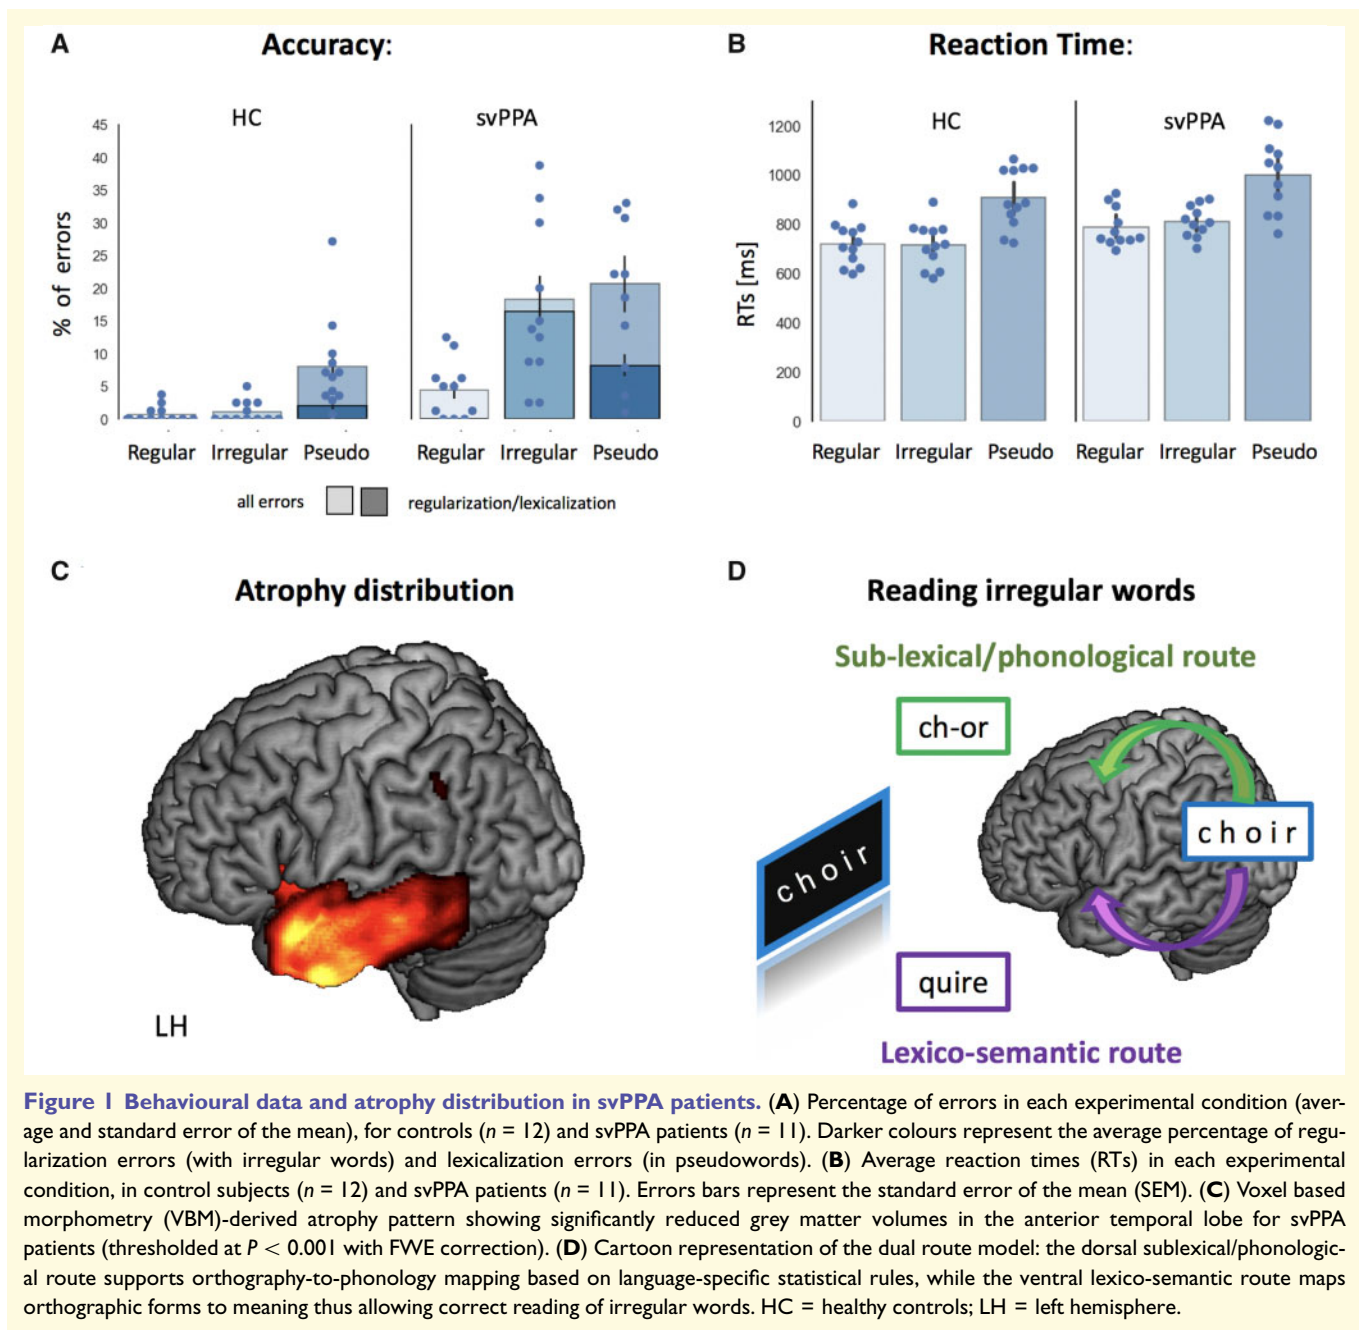 A
Accuracy:
HC
svPPA
45
40
35
30
25
20
15
10
5
0
% of errors
Regular Irregular Pseudo
Regular Irregular Pseudo
all errors
regularization/lexicalization
B
Reaction Time:
HC
svPPA
1200
1000
800
600
400
200
0
RTs [ms]
Regular Irregular Pseudo
Regular Irregular Pseudo
C
Atrophy distribution
LH
D
Reading irregular words
Sub-lexical/phonological route
ch-or
choir
choir
quire
Lexico-semantic route
Figure 1 Behavioural data and atrophy distribution in svPPA patients. (A) Percentage of errors in each experimental condition (aver-
age and standard error of the mean), for controls (n = 12) and svPPA patients (n = 11). Darker colours represent the average percentage of regu-
larization errors (with irregular words) and lexicalization errors (in pseudowords). (B) Average reaction times (RTs) in each experimental
condition, in control subjects (n = 12) and svPPA patients (n = 11). Errors bars represent the standard error of the mean (SEM). (C) Voxel based
morphometry (VBM)-derived atrophy pattern showing significantly reduced grey matter volumes in the anterior temporal lobe for svPPA
patients (thresholded at P < 0.001 with FWE correction). (D) Cartoon representation of the dual route model: the dorsal sublexical/phonologic-
al route supports orthography-to-phonology mapping based on language-specific statistical rules, while the ventral lexico-semantic route maps
orthographic forms to meaning thus allowing correct reading of irregular words. HC = healthy controls; LH = left hemisphere.